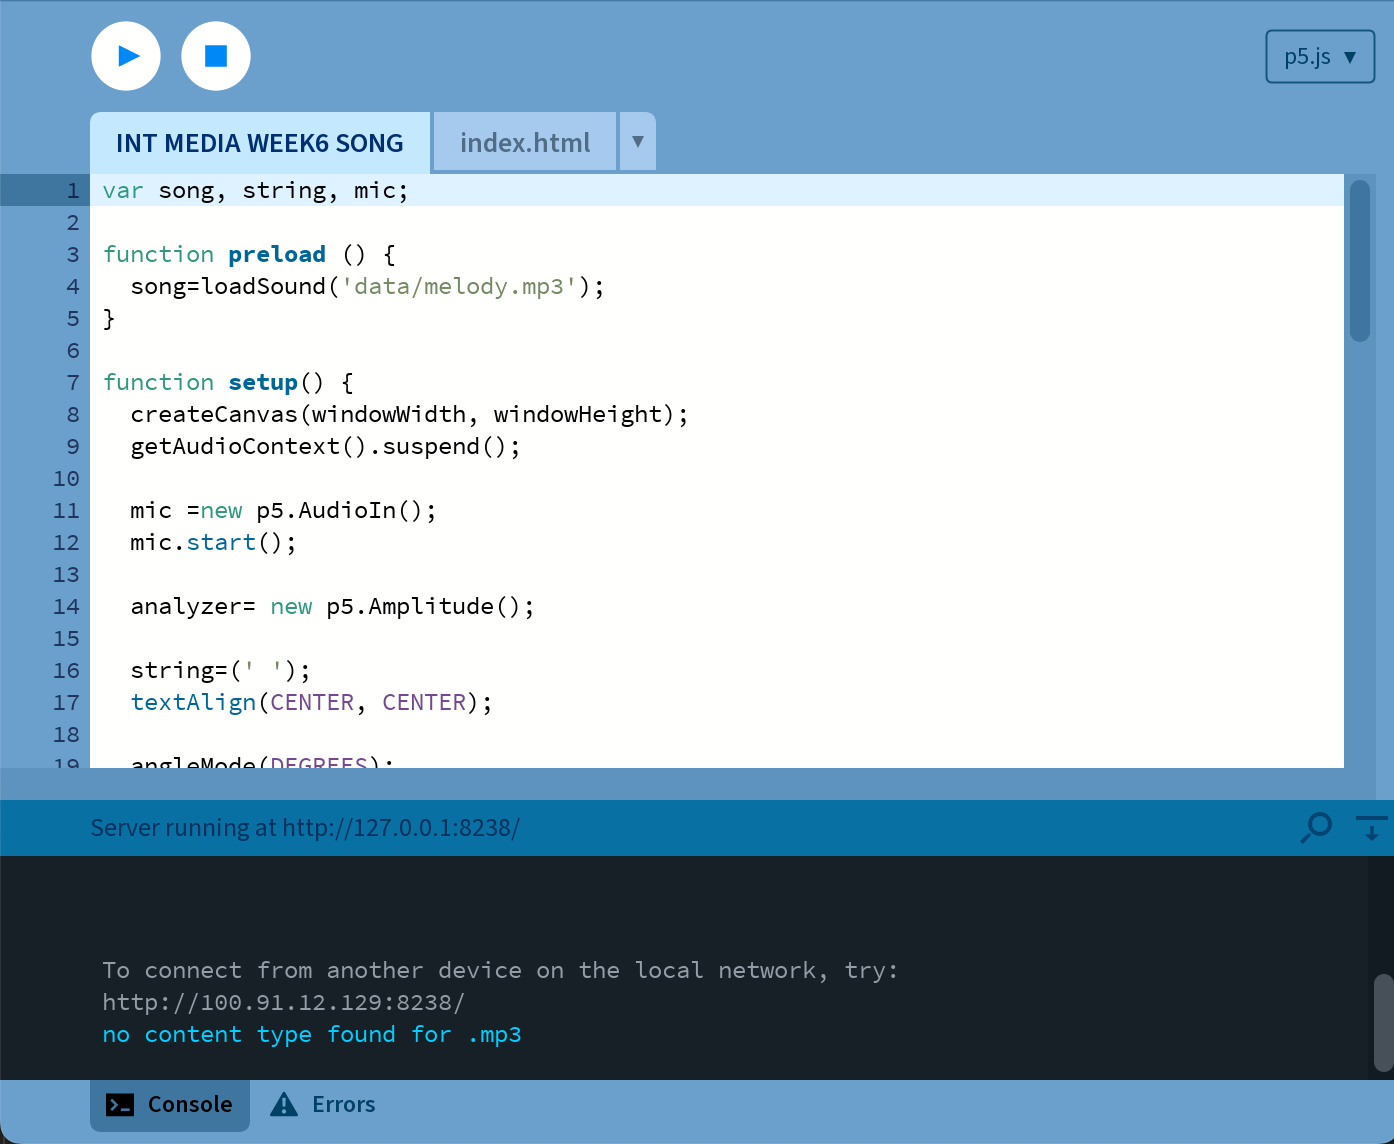 p5.js ▼
INT MEDIA WEEK6 SONG
index.html
▼
1 var song, string, mic;
2
3 function preload () {
4   song=loadSound('data/melody.mp3');
5 }
6
7 function setup() {
8   createCanvas(windowWidth, windowHeight);
9   getAudioContext().suspend();
10
11   mic =new p5.AudioIn();
12   mic.start();
13
14   analyzer= new p5.Amplitude();
15
16   string=(' ');
17   textAlign(CENTER, CENTER);
18
19   angleMode(DEGREES);
Server running at http://127.0.0.1:8238/
To connect from another device on the local network, try:
http://100.91.12.129:8238/
no content type found for .mp3
Console
Errors